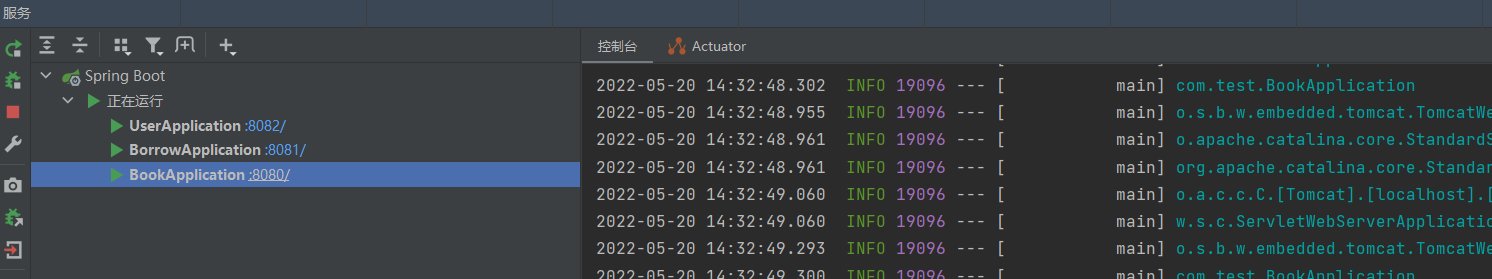 服务
Spring Boot
正在运行
UserApplication :8082/
BorrowApplication :8081/
BookApplication :8080/
控制台
Actuator
2022-05-20 14:32:48.302 INFO 19096 --- [ main] com.test.BookApplication
2022-05-20 14:32:48.955 INFO 19096 --- [ main] o.s.b.w.embedded.tomcat.TomcatWe
2022-05-20 14:32:48.961 INFO 19096 --- [ main] o.apache.catalina.core.StandardS
2022-05-20 14:32:48.961 INFO 19096 --- [ main] org.apache.catalina.core.Standar
2022-05-20 14:32:49.060 INFO 19096 --- [ main] o.a.c.c.C.[Tomcat].[localhost].[
2022-05-20 14:32:49.060 INFO 19096 --- [ main] w.s.c.ServletWebServerApplicatio
2022-05-20 14:32:49.293 INFO 19096 --- [ main] o.s.b.w.embedded.tomcat.TomcatWe
2022-05-20 14:32:49.300 INFO 19096 --- [ main] com.test.BookApplication